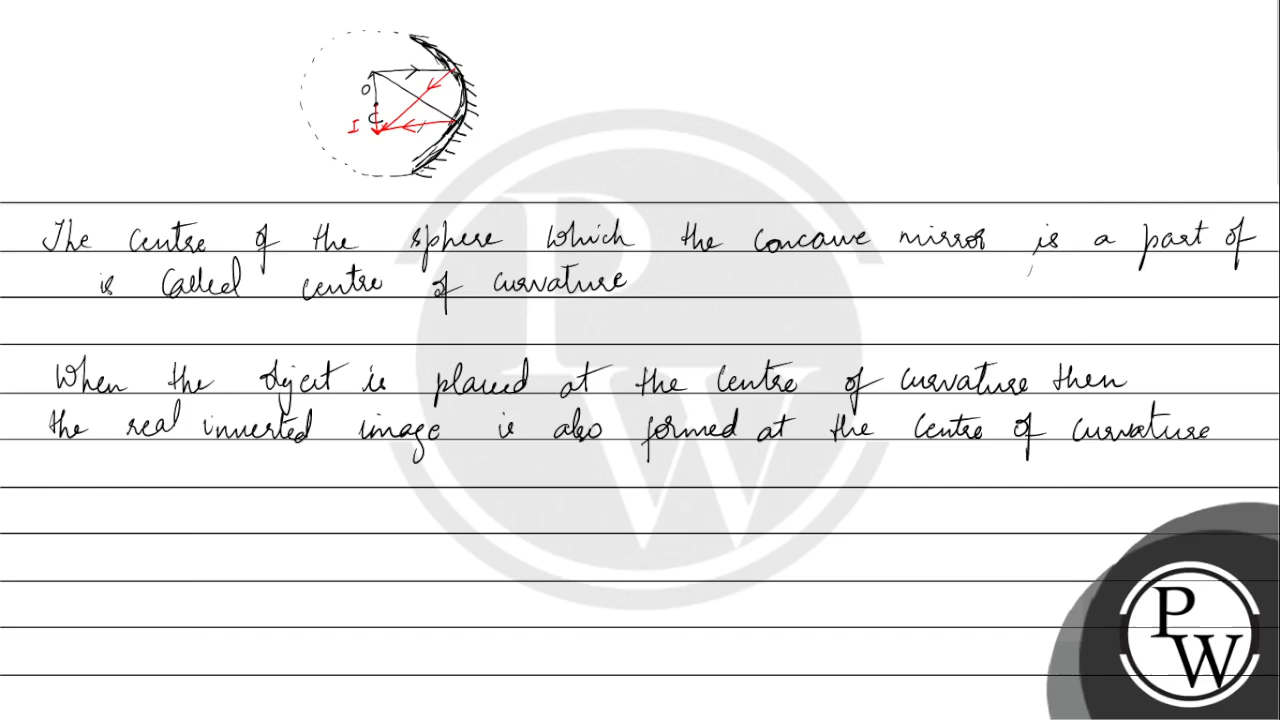 O
C
I
The centre of the sphere which the concave mirror is a part of
is called centre of curvature
When the object is placed at the centre of curvature then
the real inverted image is also formed at the centre of curvature
P
W
P
W